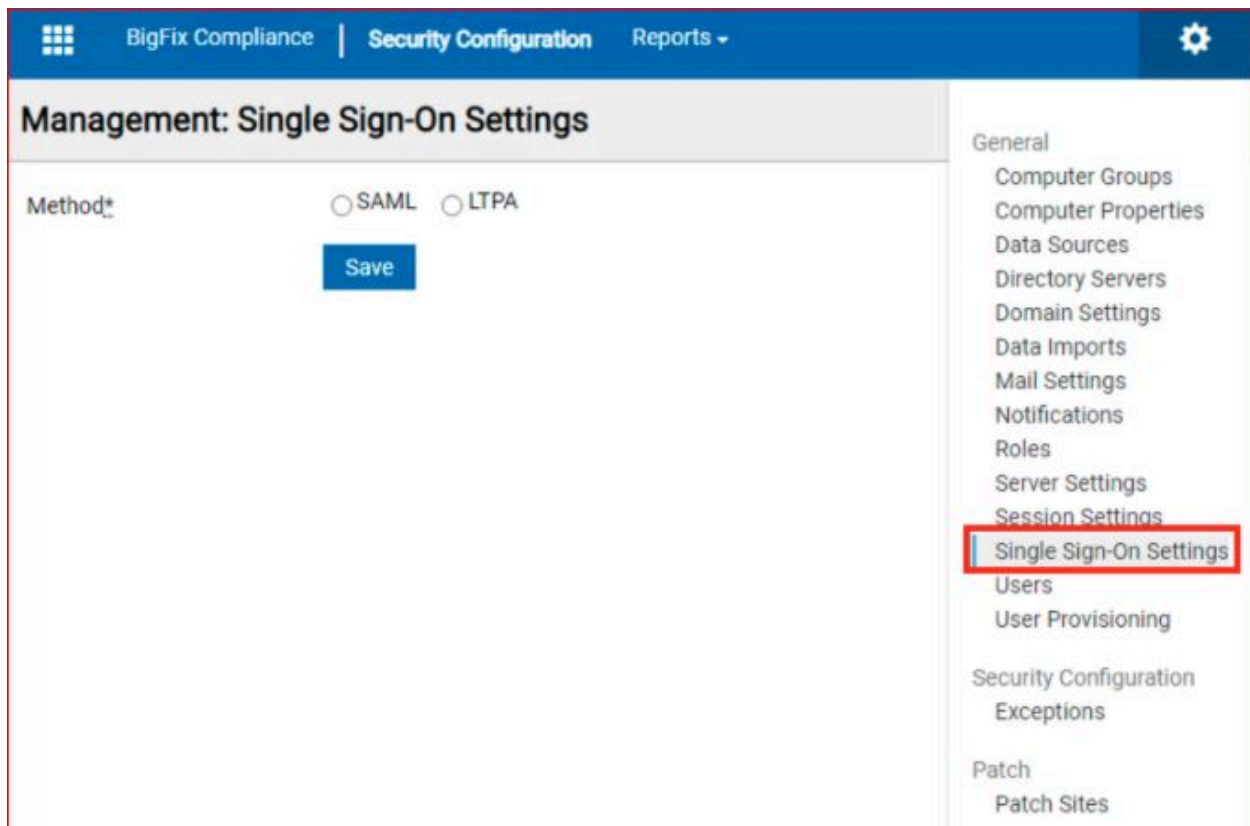 BigFix Compliance | Security Configuration Reports
Management: Single Sign-On Settings
Method*
SAML LTPA
Save
General
Computer Groups
Computer Properties
Data Sources
Directory Servers
Domain Settings
Data Imports
Mail Settings
Notifications
Roles
Server Settings
Session Settings
Single Sign-On Settings
Users
User Provisioning
Security Configuration
Exceptions
Patch
Patch Sites